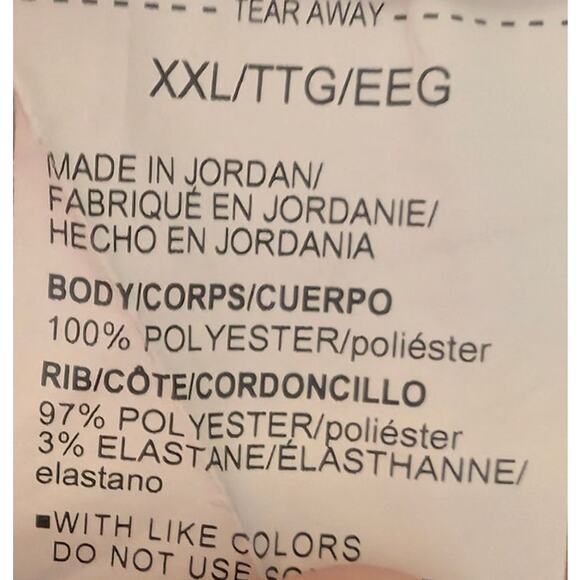 - - - - - TEAR AWAY - - - - - -
XXL/TTG/EEG
MADE IN JORDAN/
FABRIQUÉ EN JORDANIE/
HECHO EN JORDANIA
BODY/CORPS/CUERPO
100% POLYESTER/poliéster
RIB/CÔTE/CORDONCILLO
97% POLYESTER/poliéster
3% ELASTANE/ÉLASTHANNE/
elastano
■WITH LIKE COLORS
DO NOT USE